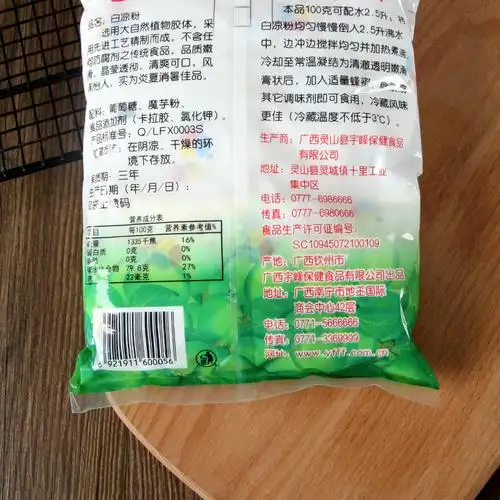 品名：白凉粉
选用大自然植物胶体，采
用先进工艺精制而成，不含任
何防腐剂之传统食品，品质嫩
滑，晶莹透彻，清爽可口，风
味怡人，实为炎夏消暑佳品。
配料：葡萄糖、魔芋粉、
食品添加剂（卡拉胶、氯化钾）。
产品标准号：Q/LFX0003S
在阴凉、干燥的环
境下存放。
保质期：三年
生产日期（年/月/日）：
喷码
营养成分表
项目 每100克 营养素参考值%
能量 1335千焦 16%
蛋白质 0克 0%
脂肪 0克 0%
碳水化合物 79.8克 27%
钠 22毫克 1%
6921911600056
本品100克可配水2.5升，将
白凉粉均匀慢慢倒入2.5升沸水
中，边冲边搅拌均匀并加热煮沸
冷却至常温凝结为清澈透明嫩滑
膏状后，加入适量蜂蜜
其它调味剂即可食用，冷藏风味
更佳（冷藏温度不低于3℃）
生产商：广西灵山县宇峰保健食品
有限公司
地址：灵山县灵城镇十里工业
集中区
电话：0777-6986666
传真：0777-6980666
食品生产许可证编号：
SC10945072100109
产地：广西钦州市
广西宇峰保健食品有限公司出品
地址：广西南宁市地王国际
商会中心42层
电话：0771-5666666
传真：0771-3369999
网址：www.yfff.com.cn